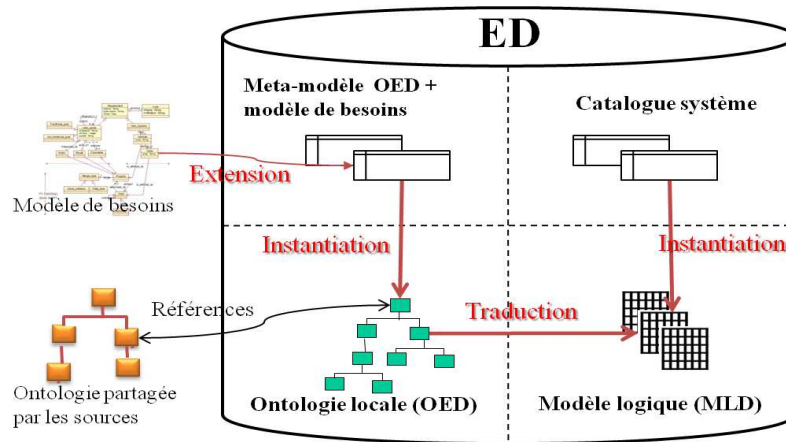 ED
Meta-modèle OED +
modèle de besoins
Catalogue système
Extension
Modèle de besoins
Instantiation
Instantiation
Références
Traduction
Ontologie partagée
par les sources
Ontologie locale (OED)
Modèle logique (MLD)